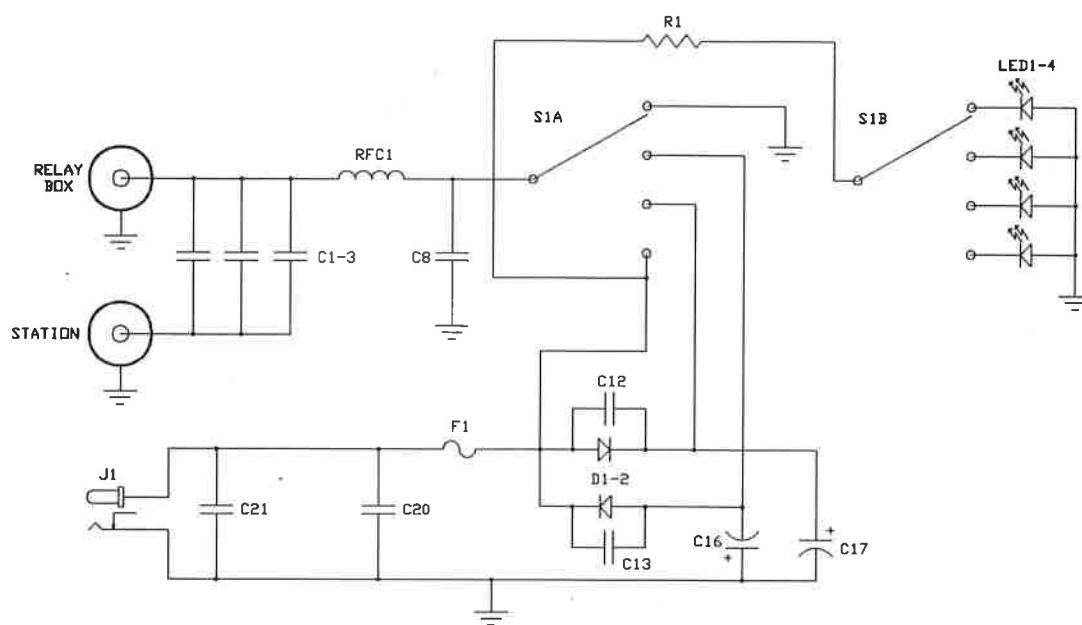 R1
LED1-4
S1A
S1B
RFC1
RELAY
BOX
C1-3
C8
STATION
C12
F1
J1
D1-2
C21
C20
C16
+
+
C17
C13